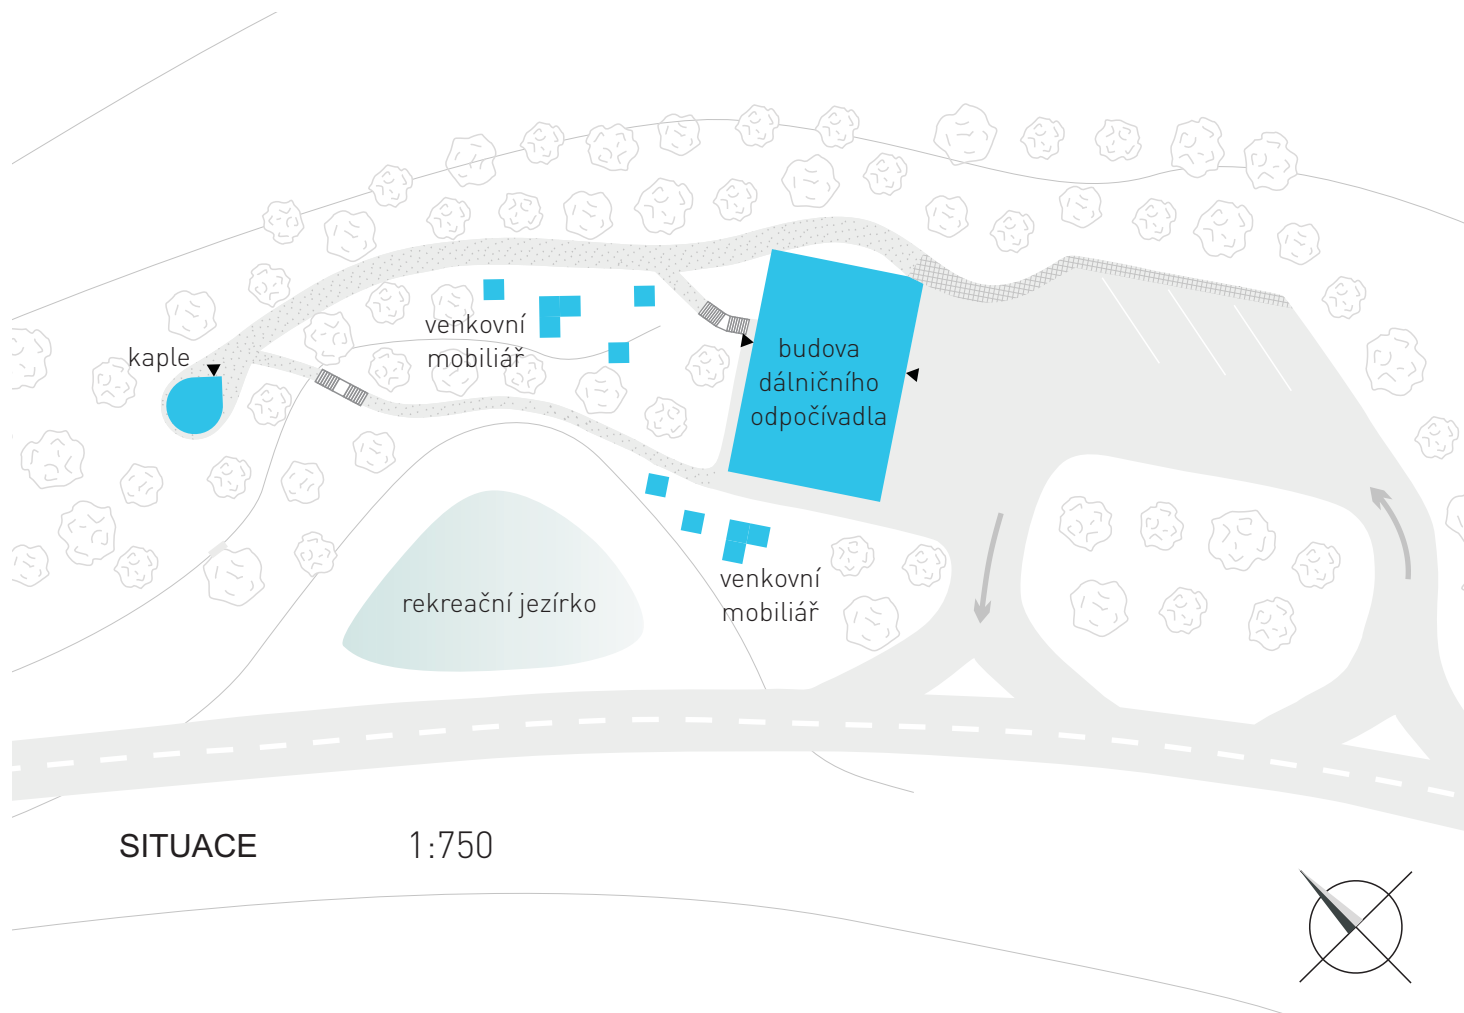 venkovní
mobiliář
kaple
budova
dálničního
odpočívadla
rekreační jezírko
venkovní
mobiliář
SITUACE 1:750